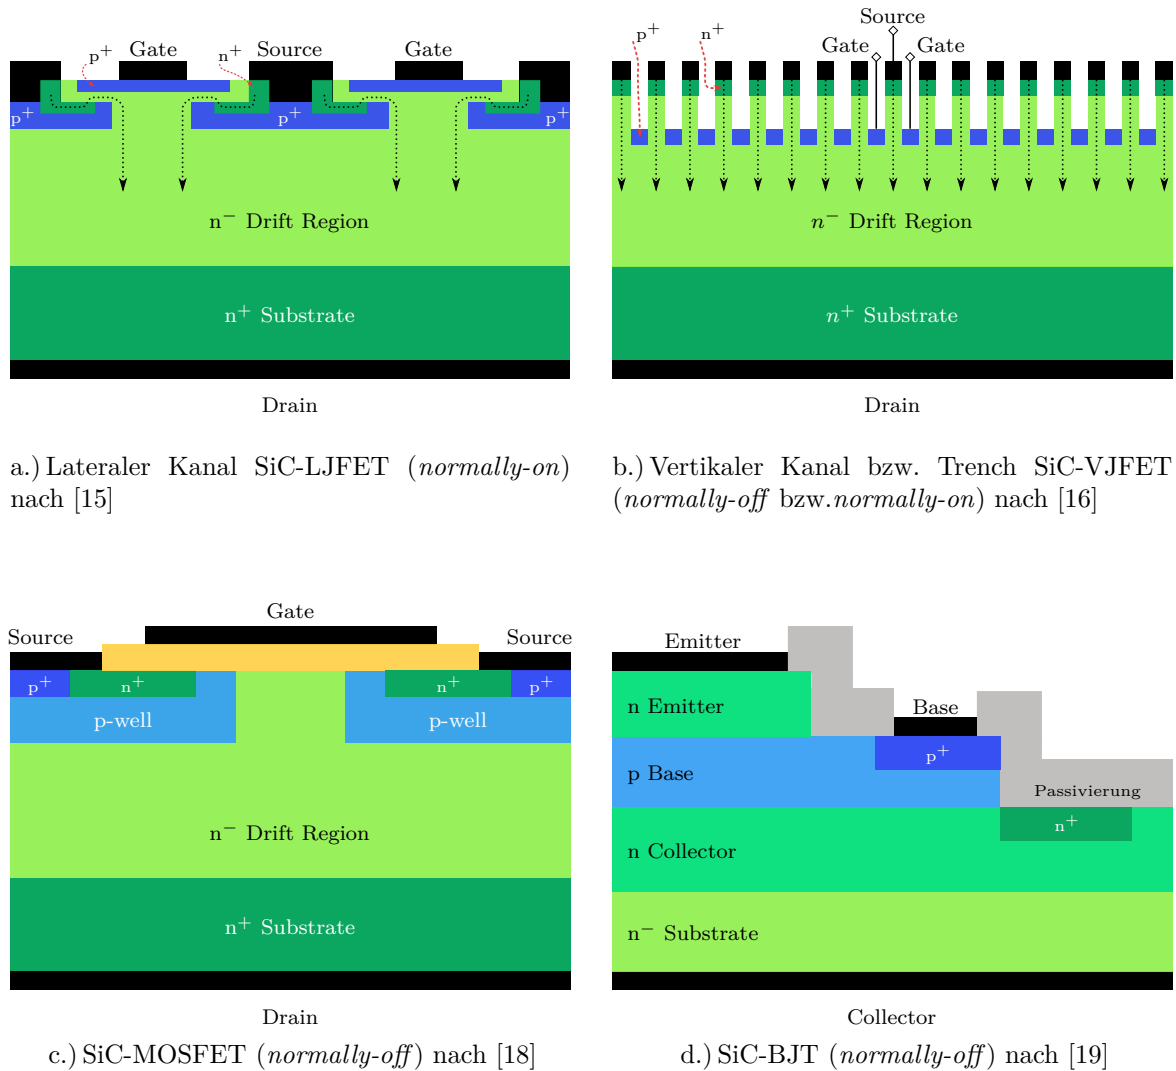 p+ Gate n+ Source Gate
p+ p+ p+
n− Drift Region
n+ Substrate
Drain
a.) Lateraler Kanal SiC-LJFET (normally-on)
nach [15]
Source
p+ n+ Gate Gate
n− Drift Region
n+ Substrate
Drain
b.) Vertikaler Kanal bzw. Trench SiC-VJFET
(normally-off bzw.normally-on) nach [16]
Gate
Source Source
p+ n+ n+ p+
p-well p-well
n− Drift Region
n+ Substrate
Drain
c.) SiC-MOSFET (normally-off) nach [18]
Emitter
n Emitter Base
p Base p+
Passivierung
n+
n Collector
n− Substrate
Collector
d.) SiC-BJT (normally-off) nach [19]